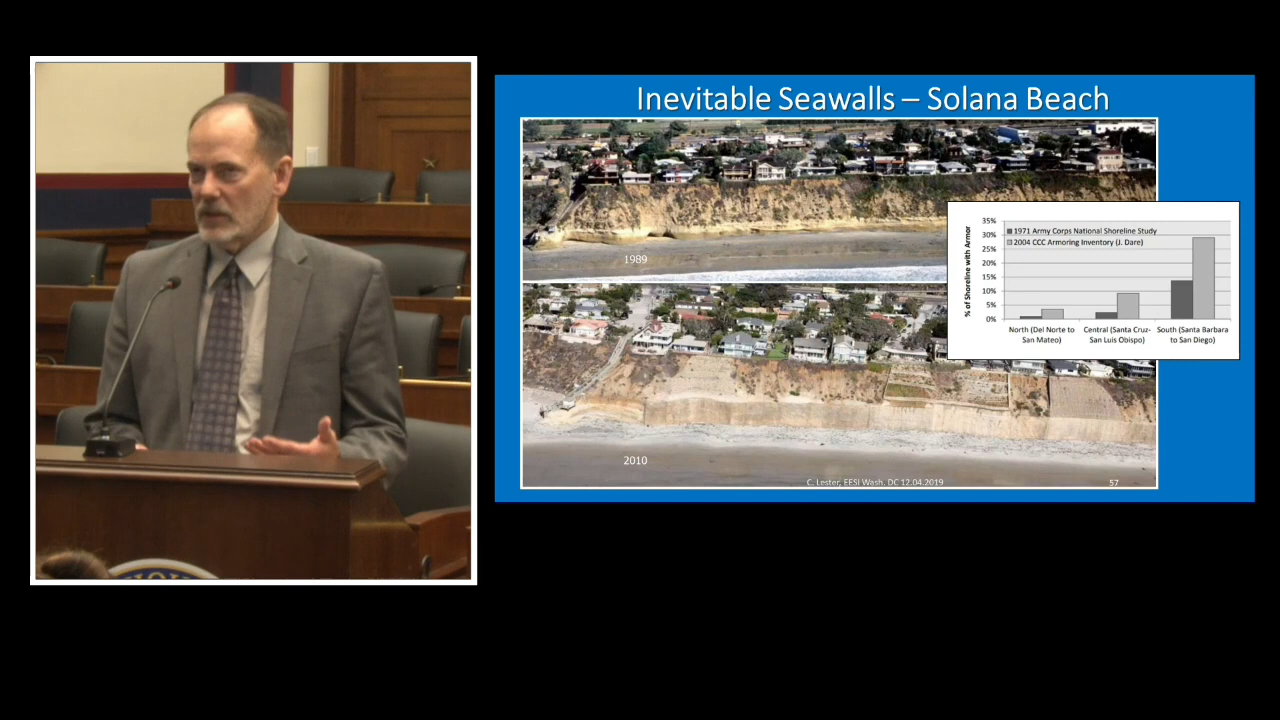 Inevitable Seawalls – Solana Beach
1989
% of Shoreline with Armor
35%
30%
25%
20%
15%
10%
5%
0%
1971 Army Corps National Shoreline Study
2004 CCC Armoring Inventory (J. Dare)
North (Del Norte to
San Mateo)
Central (Santa Cruz-
San Luis Obispo)
South (Santa Barbara
to San Diego)
2010
C. Lester, EESI Wash, DC 12.04.2019
57